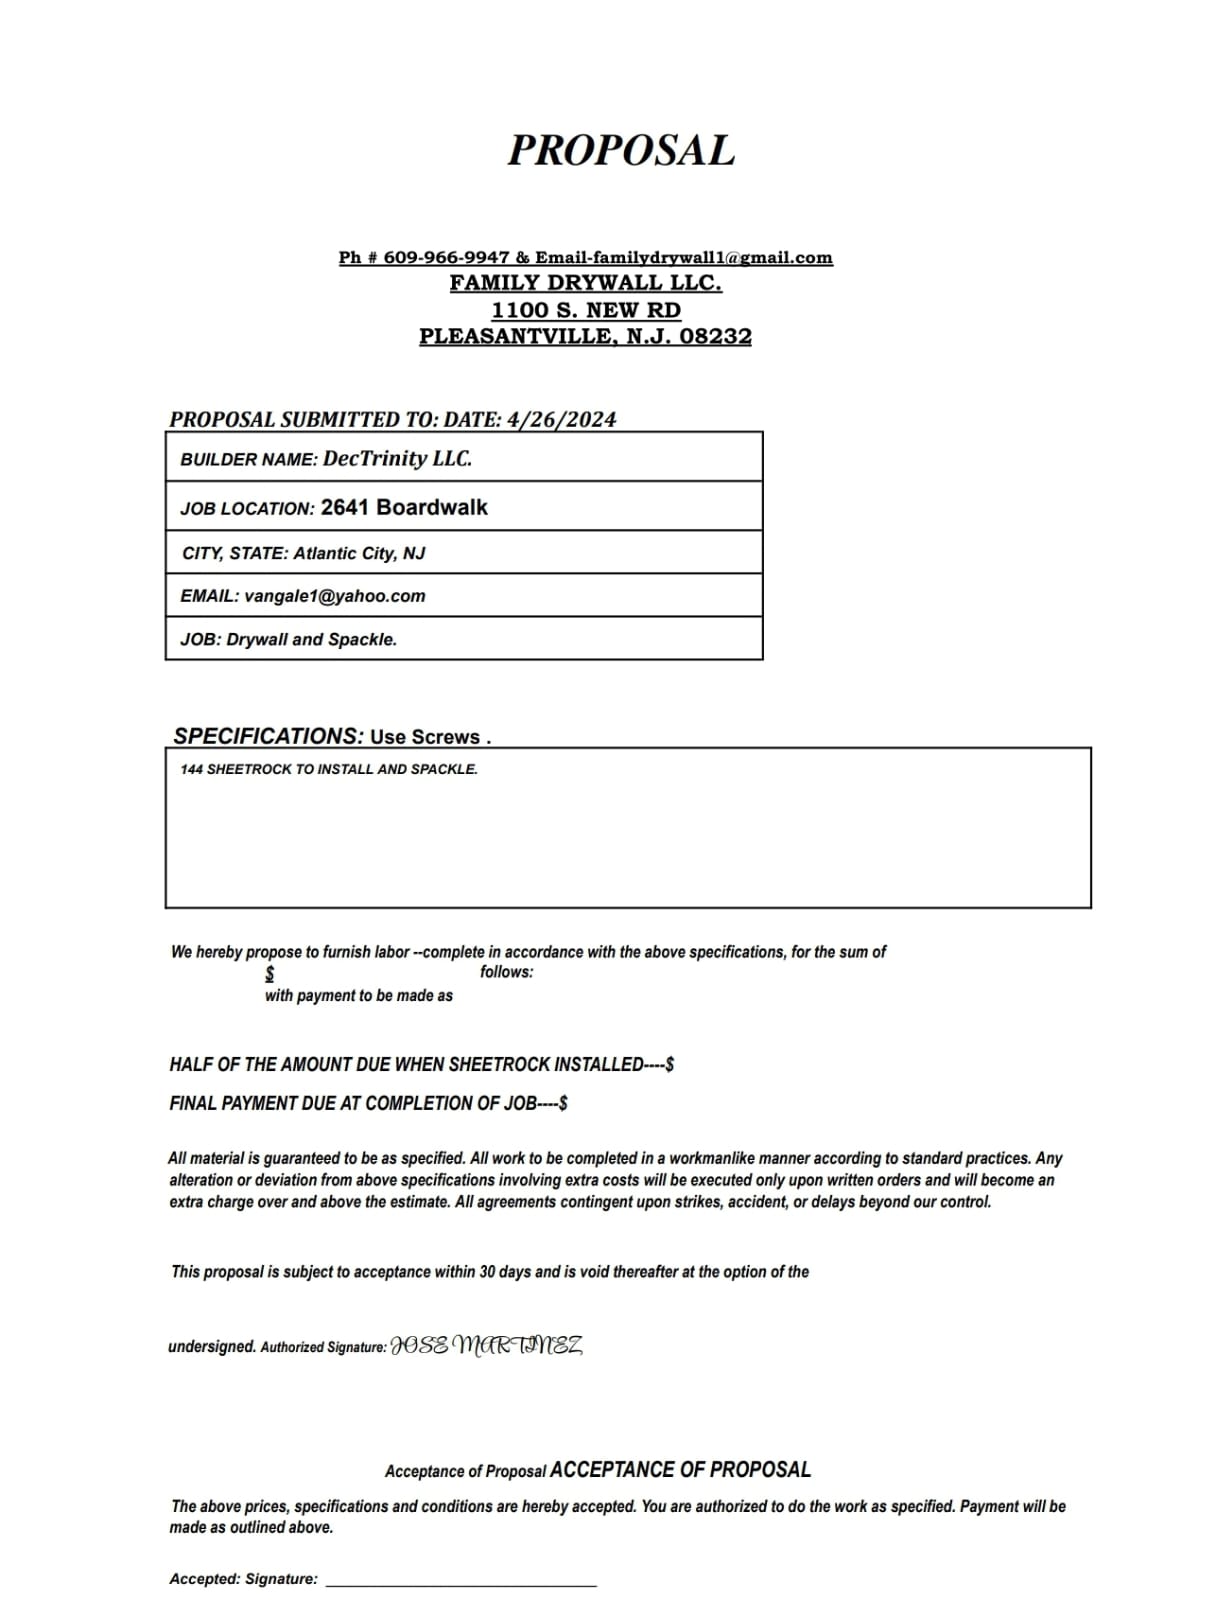 PROPOSAL
Ph # 609-966-9947 & Email-familydrywall1@gmail.com
FAMILY DRYWALL LLC.
1100 S. NEW RD
PLEASANTVILLE, N.J. 08232
PROPOSAL SUBMITTED TO: DATE: 4/26/2024
BUILDER NAME: DecTrinity LLC.
JOB LOCATION: 2641 Boardwalk
CITY, STATE: Atlantic City, NJ
EMAIL: vangale1@yahoo.com
JOB: Drywall and Spackle.
SPECIFICATIONS: Use Screws .
144 SHEETROCK TO INSTALL AND SPACKLE.
We hereby propose to furnish labor --complete in accordance with the above specifications, for the sum of
$ follows:
with payment to be made as
HALF OF THE AMOUNT DUE WHEN SHEETROCK INSTALLED----$
FINAL PAYMENT DUE AT COMPLETION OF JOB----$
All material is guaranteed to be as specified. All work to be completed in a workmanlike manner according to standard practices. Any
alteration or deviation from above specifications involving extra costs will be executed only upon written orders and will become an
extra charge over and above the estimate. All agreements contingent upon strikes, accident, or delays beyond our control.
This proposal is subject to acceptance within 30 days and is void thereafter at the option of the
undersigned. Authorized Signature: JOSE MARTINEZ
Acceptance of Proposal ACCEPTANCE OF PROPOSAL
The above prices, specifications and conditions are hereby accepted. You are authorized to do the work as specified. Payment will be
made as outlined above.
Accepted: Signature: ________________________________